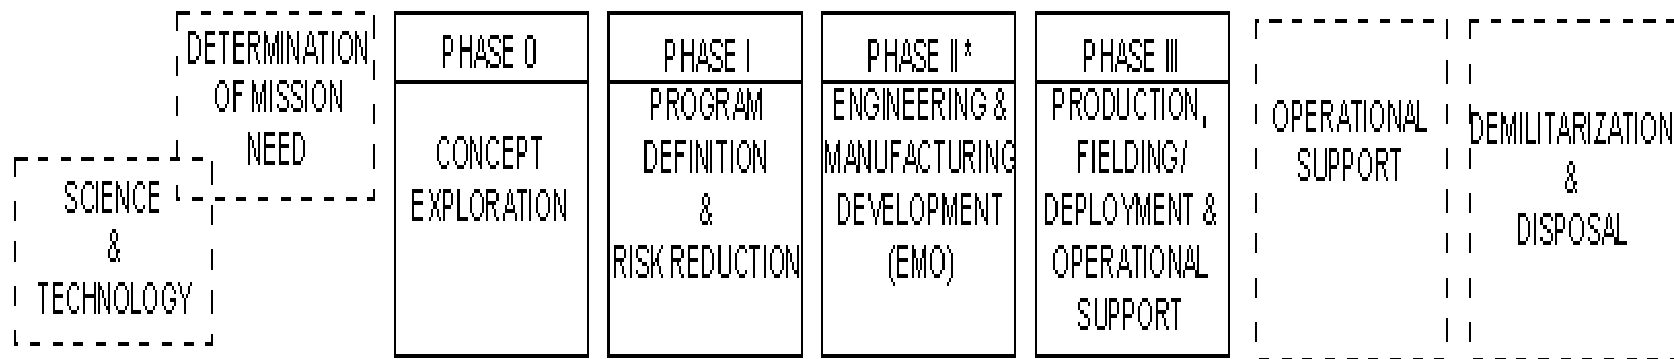 SCIENCE
&
TECHNOLOGY
DETERMINATION
OF MISSION
NEED
PHASE 0
CONCEPT
EXPLORATION
PHASE I
PROGRAM
DEFINITION
&
RISK REDUCTION
PHASE II*
ENGINEERING &
MANUFACTURING
DEVELOPMENT
(EMO)
PHASE III
PRODUCTION,
FIELDING/
DEPLOYMENT &
OPERATIONAL
SUPPORT
OPERATIONAL
SUPPORT
DEMILITARIZATION
&
DISPOSAL